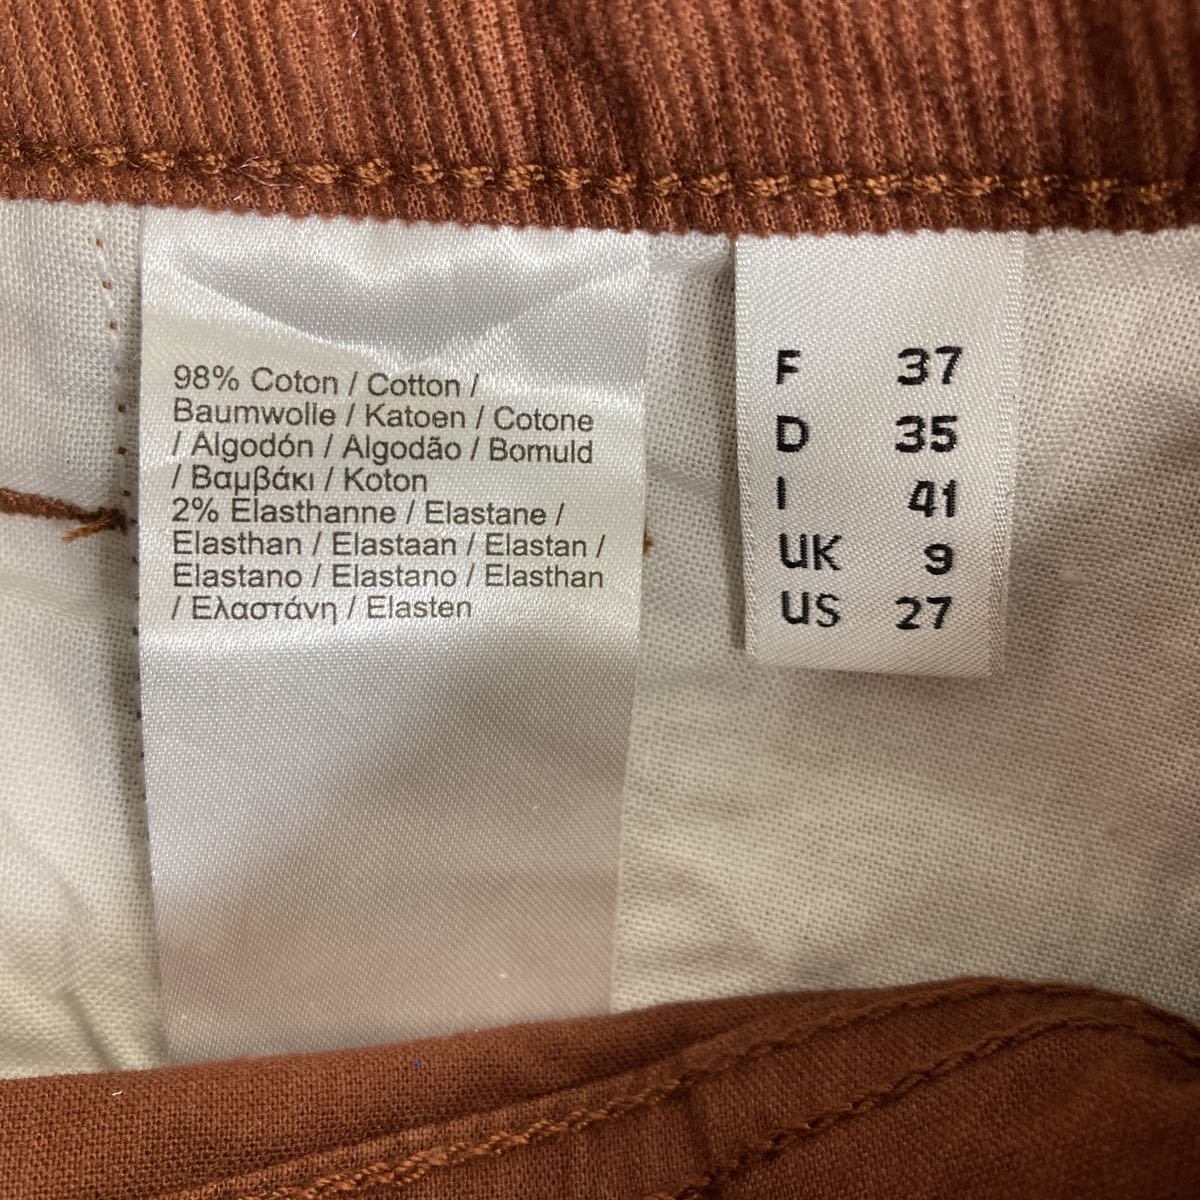 98% Coton / Cotton /
Baumwolle / Katoen / Cotone
/ Algodón / Algodão / Bomuld
/ Βαμβάκι / Koton
2% Elasthanne / Elastane /
Elasthan / Elastaan / Elastan /
Elastano / Elastano / Elasthan
/ Ελαστάνη / Elasten
F 37
D 35
I 41
UK 9
US 27